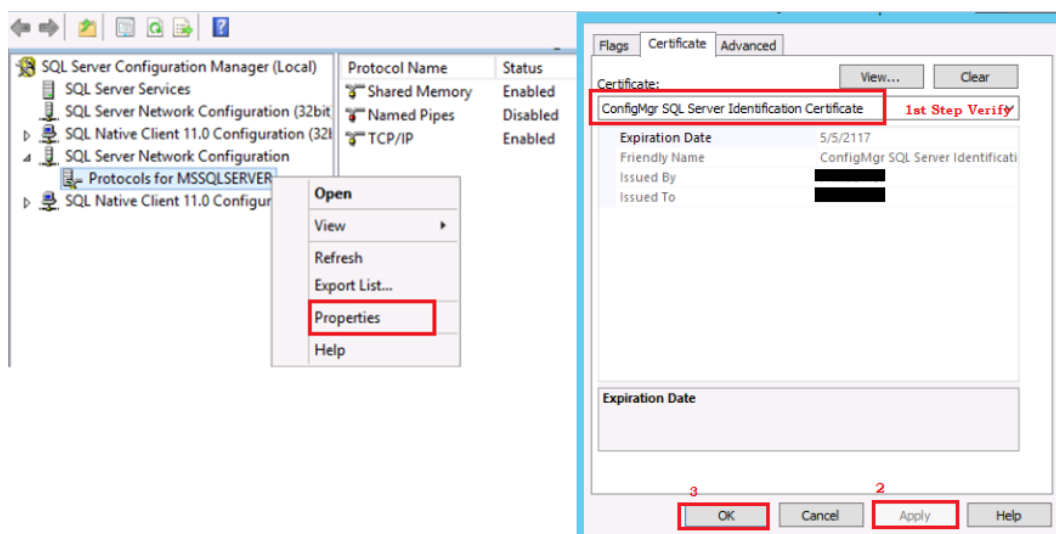 SQL Server Configuration Manager (Local)
SQL Server Services
SQL Server Network Configuration (32bit
SQL Native Client 11.0 Configuration (32b
SQL Server Network Configuration
Protocols for MSSQLSERVER
SQL Native Client 11.0 Configur
Protocol Name Status
Shared Memory Enabled
Named Pipes Disabled
TCP/IP Enabled
Open
View
Refresh
Export List...
Properties
Help
Flags Certificate Advanced
Certificate: View... Clear
ConfigMgr SQL Server Identification Certificate 1st Step Verify
Expiration Date 5/5/2117
Friendly Name ConfigMgr SQL Server Identificati
Issued By
Issued To
Expiration Date
3 2
OK Cancel Apply Help